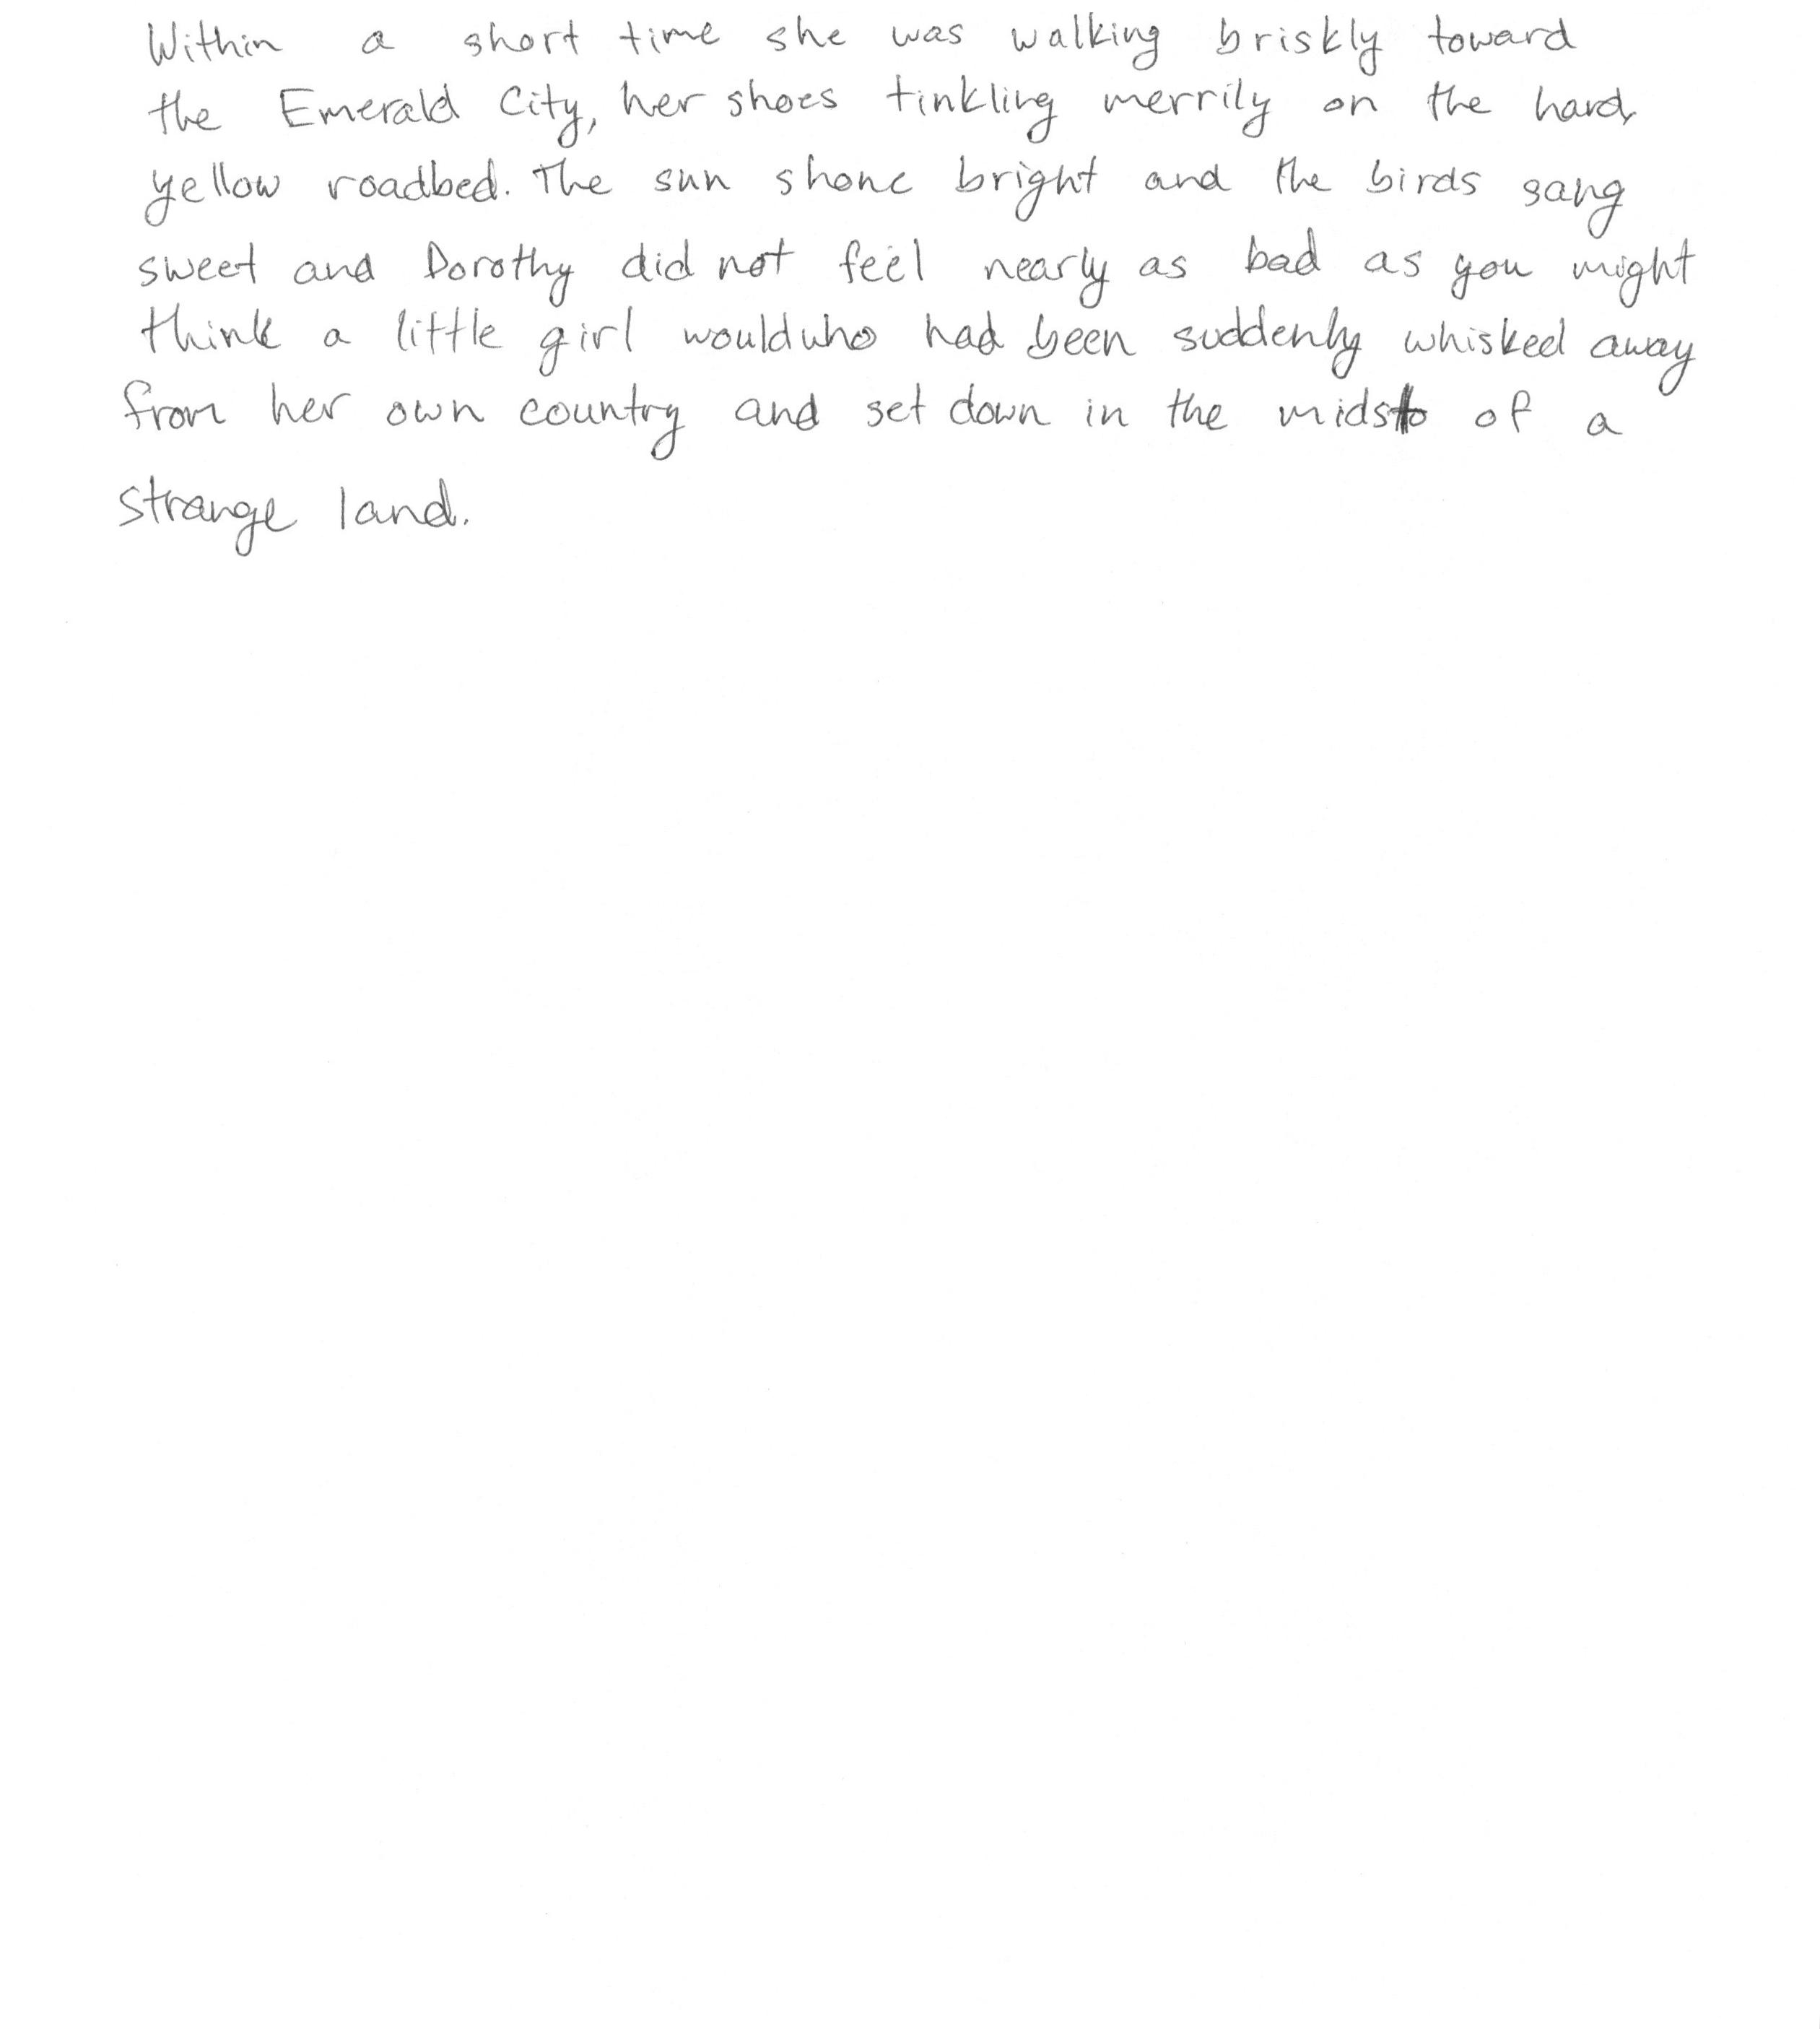 Within a short time she was walking briskly toward
the Emerald City, her shoes tinkling merrily on the hard,
yellow roadbed. The sun shone bright and the birds sang
sweet and Dorothy did not feel nearly as bad as you might
think a little girl would who had been suddenly whisked away
from her own country and set down in the midst of a
strange land.